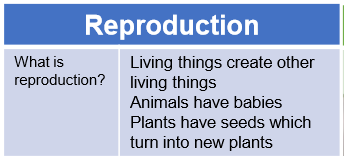 Reproduction
What is
reproduction?
Living things create other
living things
Animals have babies
Plants have seeds which
turn into new plants